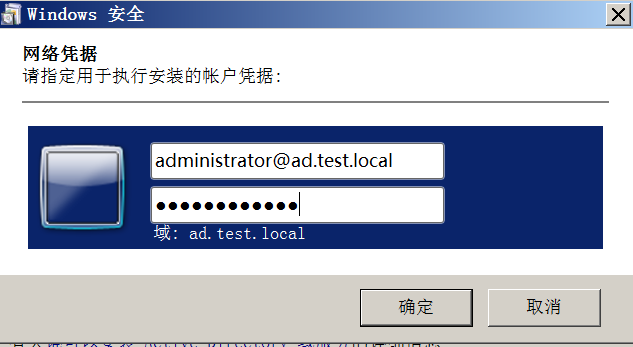 Windows 安全
网络凭据
请指定用于执行安装的帐户凭据:
administrator@ad.test.local
●●●●●●●●●●●●
域: ad.test.local
确定
取消